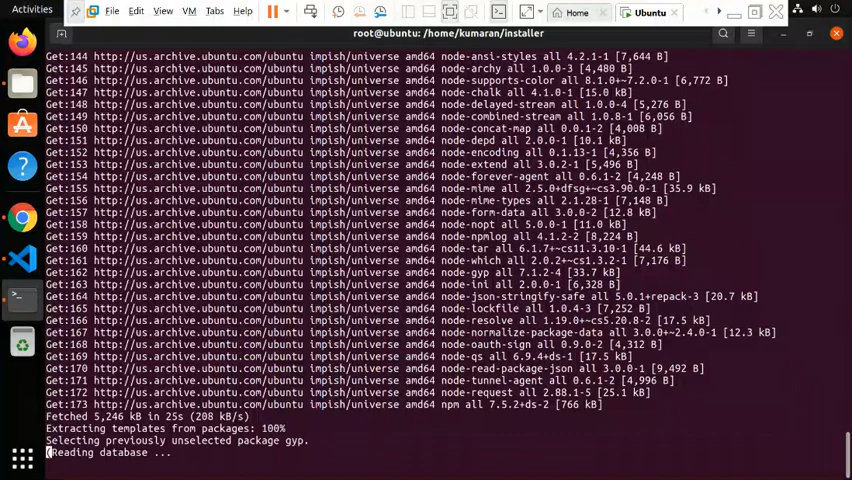 Activities
File Edit View VM Tabs Help
Home
Ubuntu
root@ubuntu: /home/kumaran/installer
Get:144 http://us.archive.ubuntu.com/ubuntu impish/universe amd64 node-ansi-styles all 4.2.1-1 [7,644 B]
Get:145 http://us.archive.ubuntu.com/ubuntu impish/universe amd64 node-archy all 1.0.0-3 [4,480 B]
Get:146 http://us.archive.ubuntu.com/ubuntu impish/universe amd64 node-supports-color all 8.1.0+~7.2.0-1 [6,772 B]
Get:147 http://us.archive.ubuntu.com/ubuntu impish/universe amd64 node-chalk all 4.1.0-1 [15.0 kB]
Get:148 http://us.archive.ubuntu.com/ubuntu impish/universe amd64 node-delayed-stream all 1.0.0-4 [5,276 B]
Get:149 http://us.archive.ubuntu.com/ubuntu impish/universe amd64 node-combined-stream all 1.0.8-1 [6,056 B]
Get:150 http://us.archive.ubuntu.com/ubuntu impish/universe amd64 node-concat-map all 0.0.1-2 [4,008 B]
Get:151 http://us.archive.ubuntu.com/ubuntu impish/universe amd64 node-depd all 2.0.0-1 [10.1 kB]
Get:152 http://us.archive.ubuntu.com/ubuntu impish/universe amd64 node-encoding all 0.1.13-1 [4,356 B]
Get:153 http://us.archive.ubuntu.com/ubuntu impish/universe amd64 node-extend all 3.0.2-1 [5,496 B]
Get:154 http://us.archive.ubuntu.com/ubuntu impish/universe amd64 node-forever-agent all 0.6.1-2 [4,248 B]
Get:155 http://us.archive.ubuntu.com/ubuntu impish/universe amd64 node-mime all 2.5.0+dfsg+~cs3.90.0-1 [35.9 kB]
Get:156 http://us.archive.ubuntu.com/ubuntu impish/universe amd64 node-mime-types all 2.1.28-1 [7,148 B]
Get:157 http://us.archive.ubuntu.com/ubuntu impish/universe amd64 node-form-data all 3.0.0-2 [12.8 kB]
Get:158 http://us.archive.ubuntu.com/ubuntu impish/universe amd64 node-nopt all 5.0.0-1 [11.0 kB]
Get:159 http://us.archive.ubuntu.com/ubuntu impish/universe amd64 node-npmlog all 4.1.2-2 [8,224 B]
Get:160 http://us.archive.ubuntu.com/ubuntu impish/universe amd64 node-tar all 6.1.7+~cs11.3.10-1 [44.6 kB]
Get:161 http://us.archive.ubuntu.com/ubuntu impish/universe amd64 node-which all 2.0.2+~cs1.3.2-1 [7,176 B]
Get:162 http://us.archive.ubuntu.com/ubuntu impish/universe amd64 node-gyp all 7.1.2-4 [33.7 kB]
Get:163 http://us.archive.ubuntu.com/ubuntu impish/universe amd64 node-ini all 2.0.1-1 [6,328 B]
Get:164 http://us.archive.ubuntu.com/ubuntu impish/universe amd64 node-json-stringify-safe all 5.0.1+repack-3 [20.7 kB]
Get:165 http://us.archive.ubuntu.com/ubuntu impish/universe amd64 node-lockfile all 1.0.4-3 [7,252 B]
Get:166 http://us.archive.ubuntu.com/ubuntu impish/universe amd64 node-resolve all 1.19.0+~cs5.20.8-2 [17.5 kB]
Get:167 http://us.archive.ubuntu.com/ubuntu impish/universe amd64 node-normalize-package-data all 3.0.0+~2.4.0-1 [12.3 kB]
Get:168 http://us.archive.ubuntu.com/ubuntu impish/universe amd64 node-oauth-sign all 0.9.0-2 [4,312 B]
Get:169 http://us.archive.ubuntu.com/ubuntu impish/universe amd64 node-qs all 6.9.4+ds-1 [17.5 kB]
Get:170 http://us.archive.ubuntu.com/ubuntu impish/universe amd64 node-read-package-json all 3.0.0-1 [9,492 B]
Get:171 http://us.archive.ubuntu.com/ubuntu impish/universe amd64 node-tunnel-agent all 0.6.1-2 [4,996 B]
Get:172 http://us.archive.ubuntu.com/ubuntu impish/universe amd64 node-request all 2.88.1-5 [25.1 kB]
Get:173 http://us.archive.ubuntu.com/ubuntu impish/universe amd64 npm all 7.5.2+ds-2 [766 kB]
Fetched 5,246 kB in 25s (208 kB/s)
Extracting templates from packages: 100%
Selecting previously unselected package gyp.
(Reading database ...